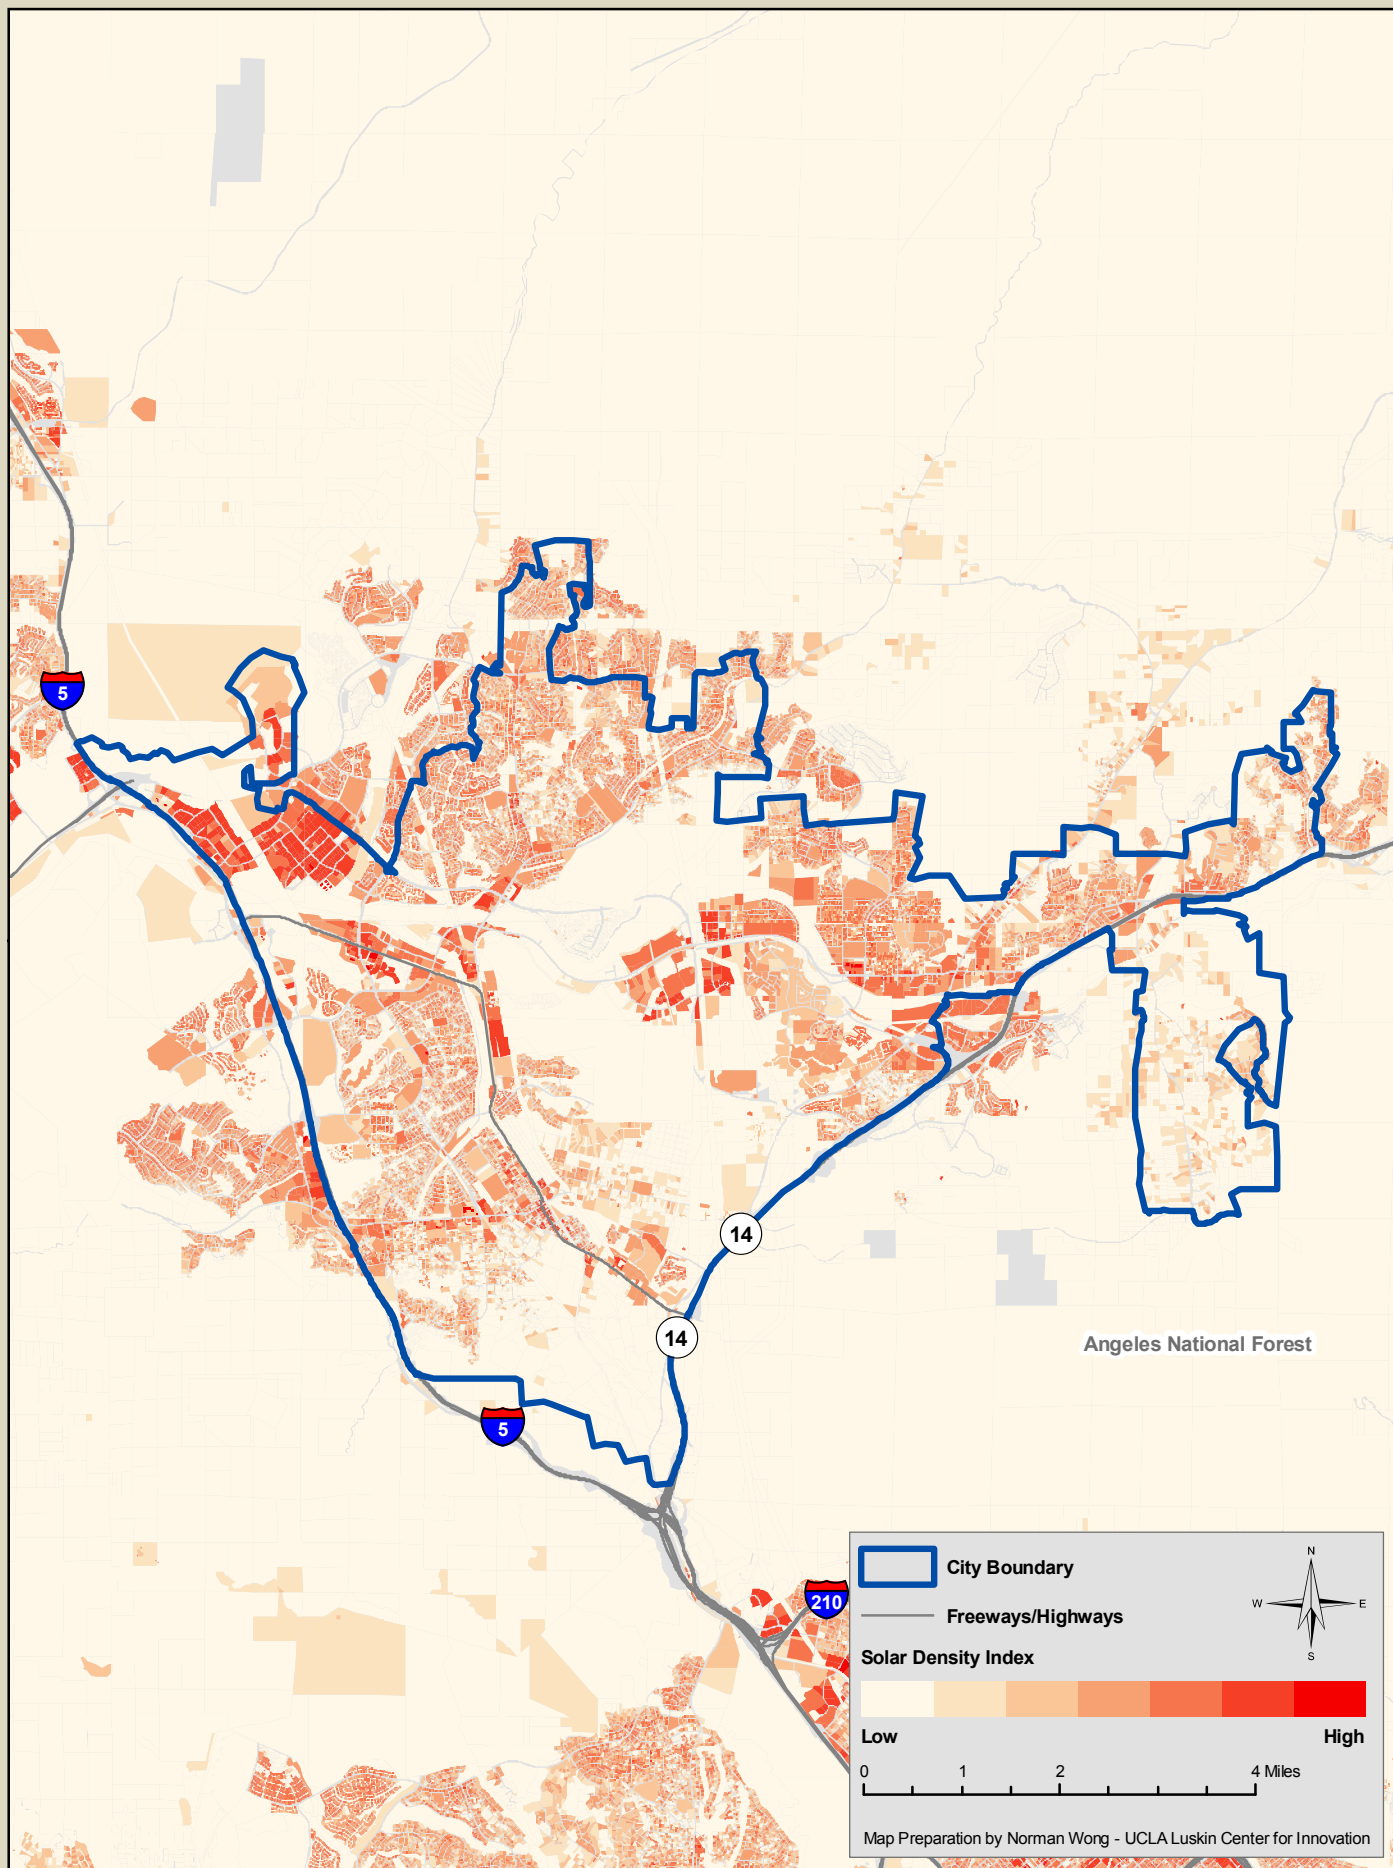 5
14
14
Angeles National Forest
5
210
City Boundary
Freeways/Highways
N
W
E
S
Solar Density Index
Low
High
0
1
2
4 Miles
Map Preparation by Norman Wong - UCLA Luskin Center for Innovation